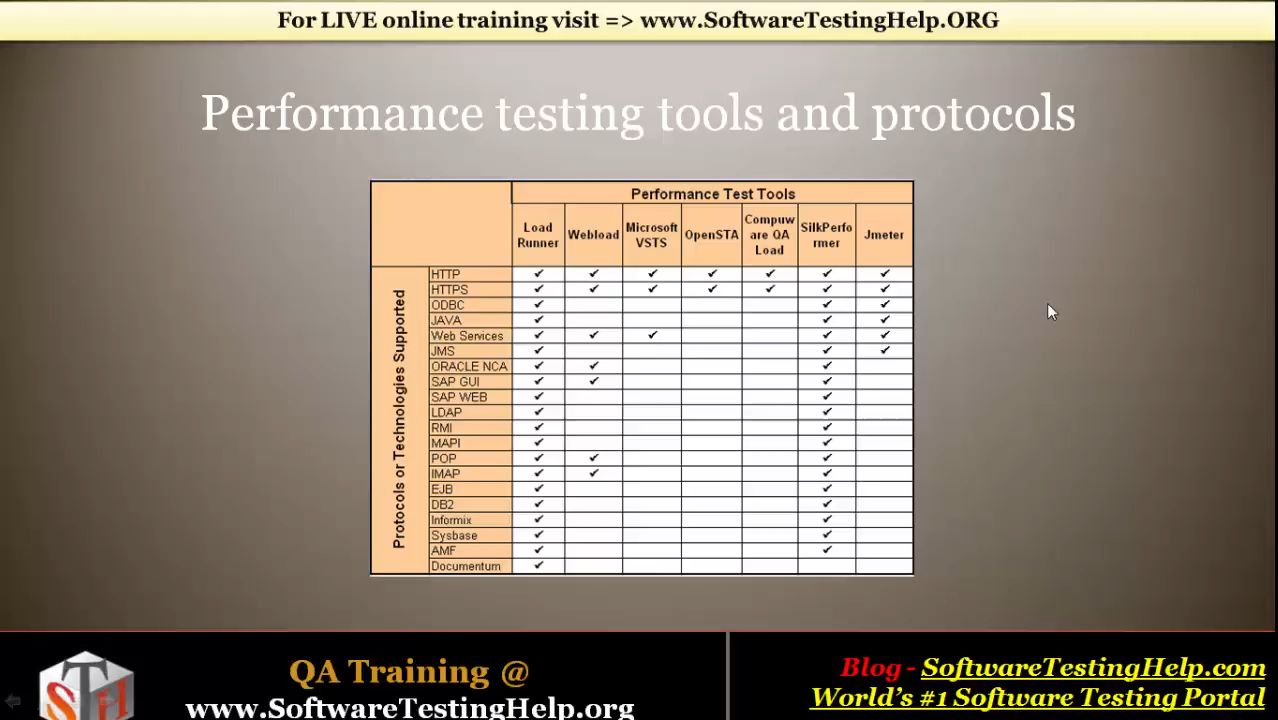 For LIVE online training visit => www.SoftwareTestingHelp.ORG
Performance testing tools and protocols
Performance Test Tools
Load Runner Webload Microsoft VSTS OpenSTA Compuware QA Load SilkPerformer Jmeter
Protocols or Technologies Supported
HTTP ✓ ✓ ✓ ✓ ✓ ✓ ✓
HTTPS ✓ ✓ ✓ ✓ ✓ ✓ ✓
ODBC ✓ ✓ ✓
JAVA ✓ ✓ ✓
Web Services ✓ ✓ ✓ ✓ ✓
JMS ✓ ✓ ✓
ORACLE NCA ✓ ✓ ✓
SAP GUI ✓ ✓ ✓
SAP WEB ✓ ✓
LDAP ✓ ✓
RMI ✓ ✓
MAPI ✓ ✓
POP ✓ ✓ ✓
IMAP ✓ ✓ ✓
EJB ✓ ✓
DB2 ✓ ✓
Informix ✓ ✓
Sysbase ✓ ✓
AMF ✓ ✓
Documentum ✓
STH
QA Training @
www.SoftwareTestingHelp.org
Blog - SoftwareTestingHelp.com
World's #1 Software Testing Portal